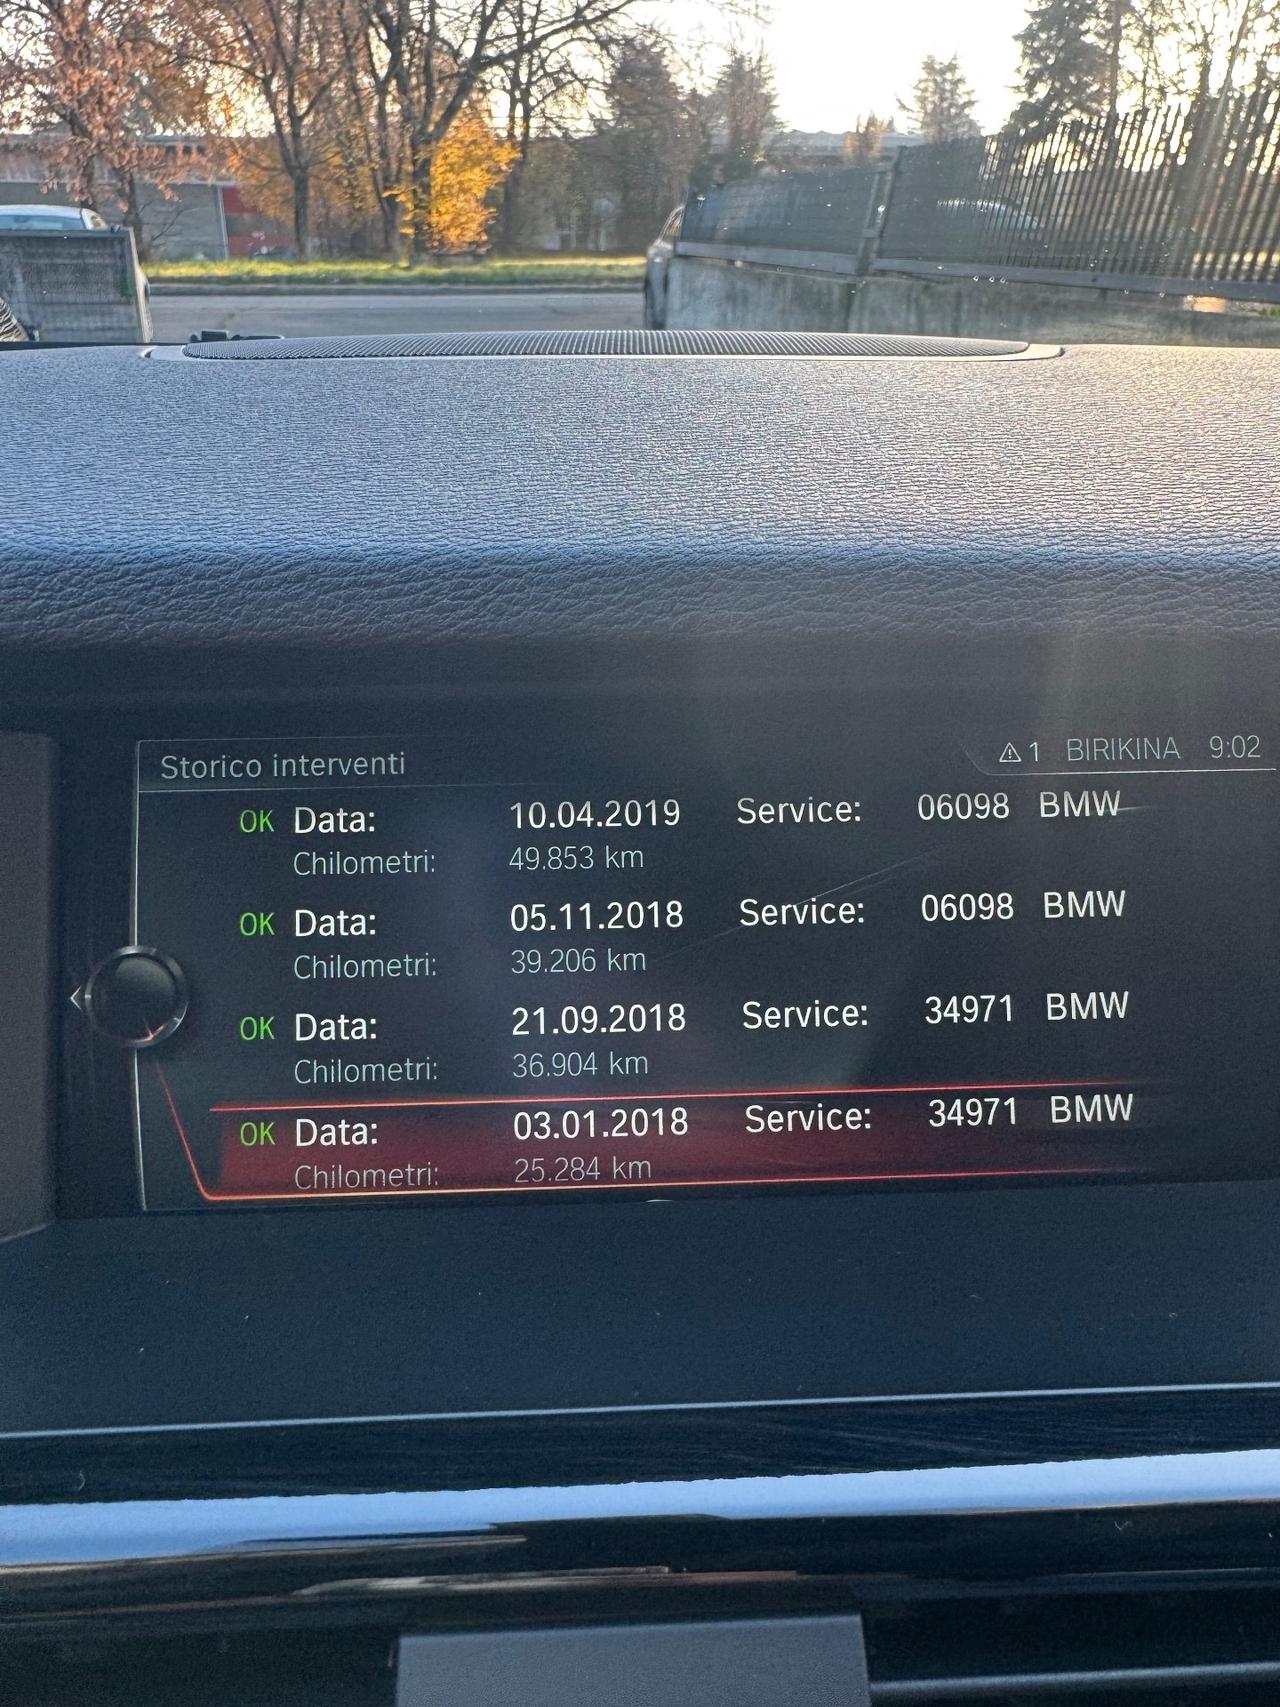 Storico interventi ⚠ 1 BIRIKINA 9:02
OK Data: 10.04.2019 Service: 06098 BMW
Chilometri: 49.853 km
OK Data: 05.11.2018 Service: 06098 BMW
Chilometri: 39.206 km
OK Data: 21.09.2018 Service: 34971 BMW
Chilometri: 36.904 km
OK Data: 03.01.2018 Service: 34971 BMW
Chilometri: 25.284 km